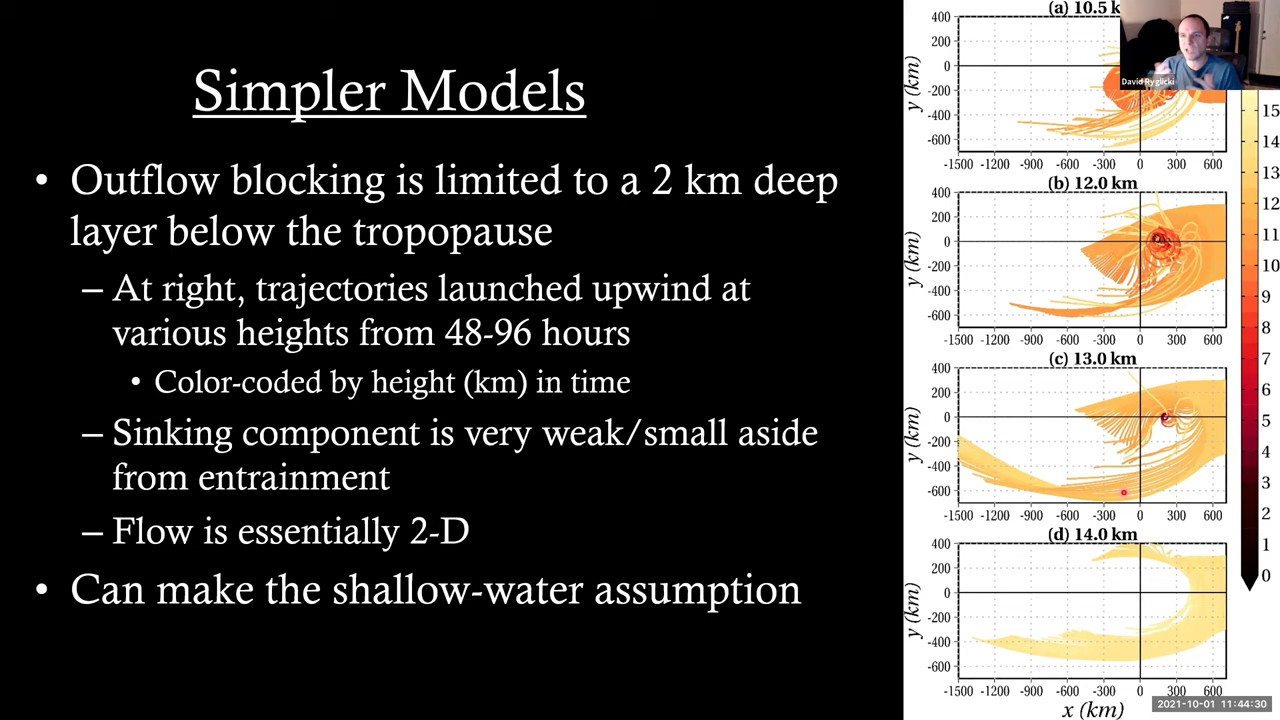 Simpler Models
• Outflow blocking is limited to a 2 km deep
layer below the tropopause
– At right, trajectories launched upwind at
various heights from 48-96 hours
• Color-coded by height (km) in time
– Sinking component is very weak/small aside
from entrainment
– Flow is essentially 2-D
• Can make the shallow-water assumption
(a) 10.5 k
400
200
0
-200
-400
-600
y (km)
-1500 -1200 -900 -600 -300 0 300 600
(b) 12.0 km
400
200
0
-200
-400
-600
y (km)
-1500 -1200 -900 -600 -300 0 300 600
(c) 13.0 km
400
200
0
-200
-400
-600
y (km)
-1500 -1200 -900 -600 -300 0 300 600
(d) 14.0 km
400
200
0
-200
-400
-600
y (km)
-1500 -1200 -900 -600 -300 0 300 600
x (km)
15
14
13
12
11
10
9
8
7
6
5
4
3
2
1
0
David Ryglicki
2021-10-01 11:44:30